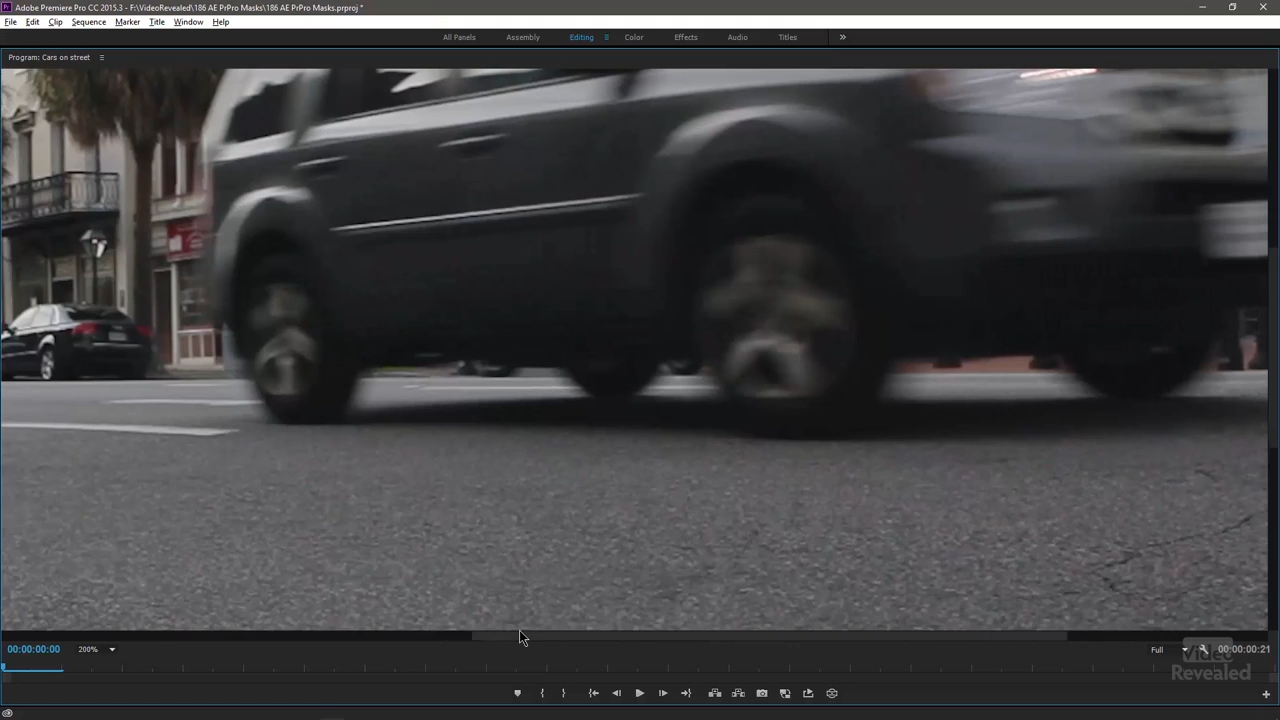 Adobe Premiere Pro CC 2015.3 - F:\VideoRevealed\186 AE PrPro Masks\186 AE PrPro Masks.prproj *
File Edit Clip Sequence Marker Title Window Help
All Panels Assembly Editing Color Effects Audio Titles
Program: Cars on street
00:00:00:00 200% Full 00:00:00:21
Video
Revealed